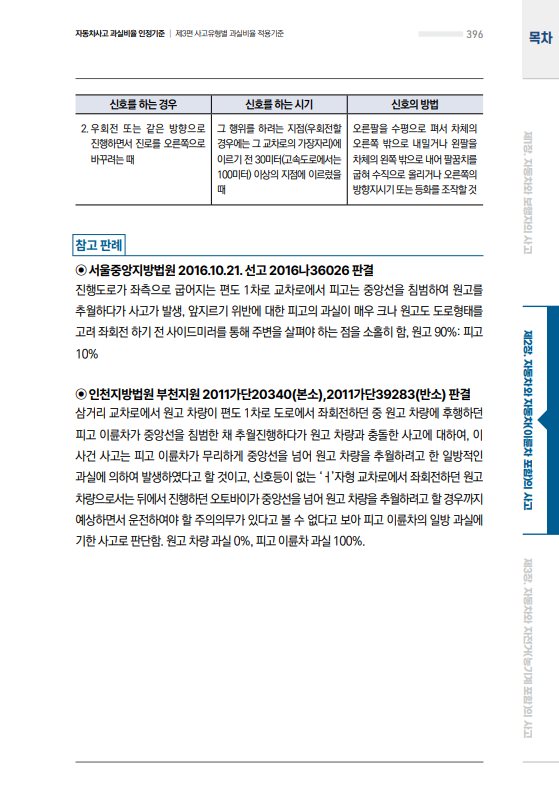 자동차사고 과실비율 인정기준 | 제3편 사고유형별 과실비율 적용기준
396
목차
신호를 하는 경우
신호를 하는 시기
신호의 방법
2. 우회전 또는 같은 방향으로
진행하면서 진로를 오른쪽으로
바꾸려는 때
그 행위를 하려는 지점(우회전할
경우에는 그 교차로의 가장자리)에
이르기 전 30미터(고속도로에서는
100미터) 이상의 지점에 이르렀을
때
오른팔을 수평으로 펴서 차체의
오른쪽 밖으로 내밀거나 왼팔을
차체의 왼쪽 밖으로 내어 팔꿈치를
굽혀 수직으로 올리거나 오른쪽의
방향지시기 또는 등화를 조작할 것
참고 판례
◉ 서울중앙지방법원 2016.10.21. 선고 2016나36026 판결
진행도로가 좌측으로 굽어지는 편도 1차로 교차로에서 피고는 중앙선을 침범하여 원고를
추월하다가 사고가 발생, 앞지르기 위반에 대한 피고의 과실이 매우 크나 원고도 도로형태를
고려 좌회전 하기 전 사이드미러를 통해 주변을 살펴야 하는 점을 소홀히 함, 원고 90%: 피고
10%
◉ 인천지방법원 부천지원 2011가단20340(본소),2011가단39283(반소) 판결
삼거리 교차로에서 원고 차량이 편도 1차로 도로에서 좌회전하던 중 원고 차량에 후행하던
피고 이륜차가 중앙선을 침범한 채 추월진행하다가 원고 차량과 충돌한 사고에 대하여, 이
사건 사고는 피고 이륜차가 무리하게 중앙선을 넘어 원고 차량을 추월하려고 한 일방적인
과실에 의하여 발생하였다고 할 것이고, 신호등이 없는 ‘ㅓ’자형 교차로에서 좌회전하던 원고
차량으로서는 뒤에서 진행하던 오토바이가 중앙선을 넘어 원고 차량을 추월하려고 할 경우까지
예상하면서 운전하여야 할 주의의무가 있다고 볼 수 없다고 보아 피고 이륜차의 일방 과실에
기한 사고로 판단함. 원고 차량 과실 0%, 피고 이륜차 과실 100%.
제1장. 자동차와 보행자의 사고
제2장. 자동차와 자동차(이륜차 포함)의 사고
제3장. 자동차와 자전거(농기계 포함)의 사고